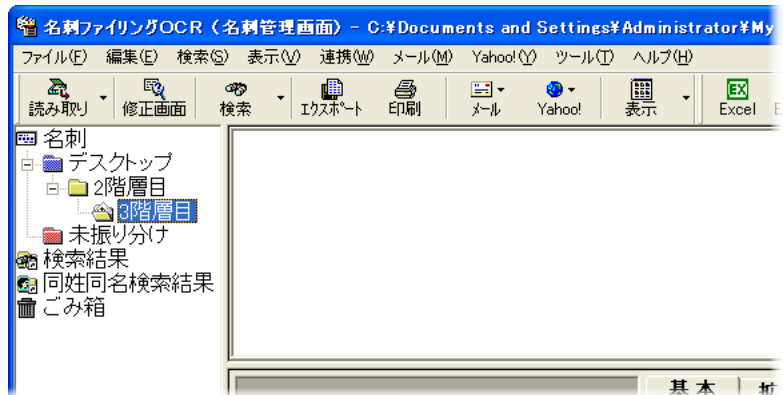 名刺ファイリングOCR (名刺管理画面) - C:¥Documents and Settings¥Administrator¥My
ファイル(F) 編集(E) 検索(S) 表示(V) 連携(W) メール(M) Yahoo!(Y) ツール(T) ヘルプ(H)
読み取り 修正画面 検索 エクスポート 印刷 メール Yahoo! 表示 Excel
名刺
デスクトップ
2階層目
3階層目
未振り分け
検索結果
同姓同名検索結果
ごみ箱
基本